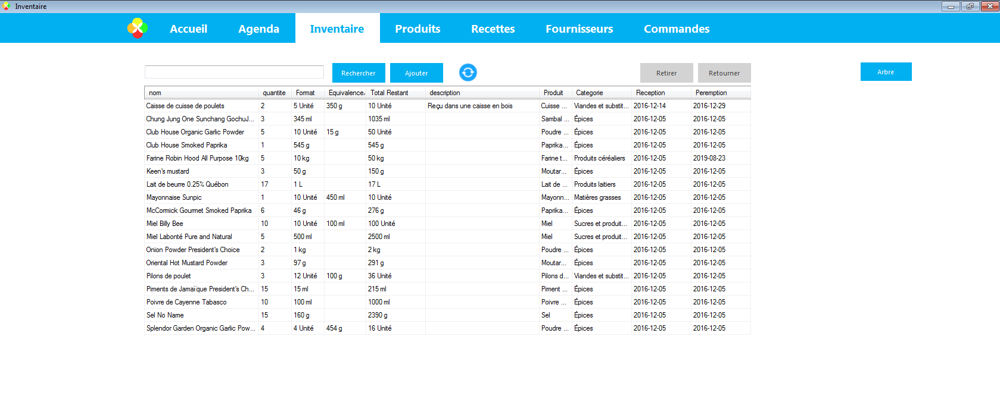 Inventaire
Accueil Agenda Inventaire Produits Recettes Fournisseurs Commandes
Rechercher Ajouter Retirer Retourner Arbre
nom quantite Format Equivalence/ Total Restant description Produit Categorie Reception Peremption
Caisse de cuisse de poulets 2 5 Unité 350 g 10 Unité Reçu dans une caisse en bois Cuisse ... Viandes et substit... 2016-12-14 2016-12-29
Chung Jung One Sunchang GochuJ... 3 345 ml 1035 ml Sambal ... Épices 2016-12-05 2016-12-05
Club House Organic Garlic Powder 5 10 Unité 15 g 50 Unité Poudre ... Épices 2016-12-05 2016-12-05
Club House Smoked Paprika 1 545 g 545 g Paprika... Épices 2016-12-05 2016-12-05
Farine Robin Hood All Purpose 10kg 5 10 kg 50 kg Farine t... Produits céréaliers 2016-12-05 2019-08-23
Keen's mustard 3 50 g 150 g Moutar... Épices 2016-12-05 2016-12-05
Lait de beurre 0.25% Québon 17 1 L 17 L Lait de ... Produits laitiers 2016-12-05 2016-12-05
Mayonnaise Sunpic 1 10 Unité 450 ml 10 Unité Mayonn... Matières grasses 2016-12-05 2016-12-05
McCormick Gourmet Smoked Paprika 6 46 g 276 g Paprika... Épices 2016-12-05 2016-12-05
Miel Billy Bee 10 10 Unité 100 ml 100 Unité Miel Sucres et produit... 2016-12-05 2016-12-05
Miel Labonté Pure and Natural 5 500 ml 2500 ml Miel Sucres et produit... 2016-12-05 2016-12-05
Onion Powder President's Choice 2 1 kg 2 kg Poudre ... Épices 2016-12-05 2016-12-05
Oriental Hot Mustard Powder 3 97 g 291 g Moutar... Épices 2016-12-05 2016-12-05
Pilons de poulet 3 12 Unité 100 g 36 Unité Pilons d... Viandes et substit... 2016-12-05 2016-12-05
Piments de Jamaïque President's Ch... 15 15 ml 215 ml Piment ... Épices 2016-12-05 2016-12-05
Poivre de Cayenne Tabasco 10 100 ml 1000 ml Poivre ... Épices 2016-12-05 2016-12-05
Sel No Name 15 160 g 2390 g Sel Épices 2016-12-05 2016-12-05
Splendor Garden Organic Garlic Pow... 4 4 Unité 454 g 16 Unité Poudre ... Épices 2016-12-05 2016-12-05